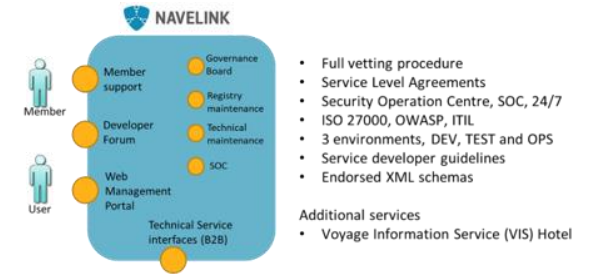 NAVELINK
Member
support
Developer
Forum
Web
Management
Portal
Governance
Board
Registry
maintenance
Technical
maintenance
SOC
Technical Service
interfaces (B2B)
Member
User
• Full vetting procedure
• Service Level Agreements
• Security Operation Centre, SOC, 24/7
• ISO 27000, OWASP, ITIL
• 3 environments, DEV, TEST and OPS
• Service developer guidelines
• Endorsed XML schemas
Additional services
• Voyage Information Service (VIS) Hotel